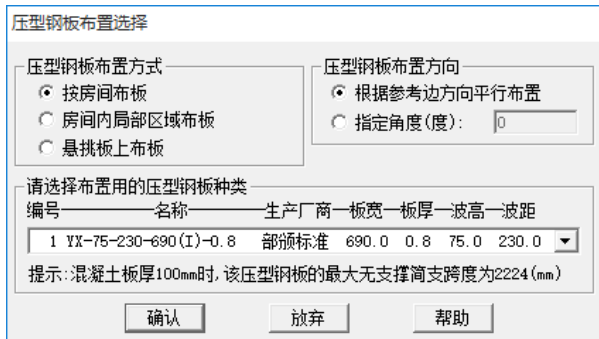 压型钢板布置选择
压型钢板布置方式
按房间布板
房间内局部区域布板
悬挑板上布板
压型钢板布置方向
根据参考边方向平行布置
指定角度(度): 0
请选择布置用的压型钢板种类
编号 名称 生产厂商 板宽 板厚 波高 波距
1 YX-75-230-690(I)-0.8 部颁标准 690.0 0.8 75.0 230.0
提示:混凝土板厚100mm时,该压型钢板的最大无支撑简支跨度为2224(mm)
确认 放弃 帮助